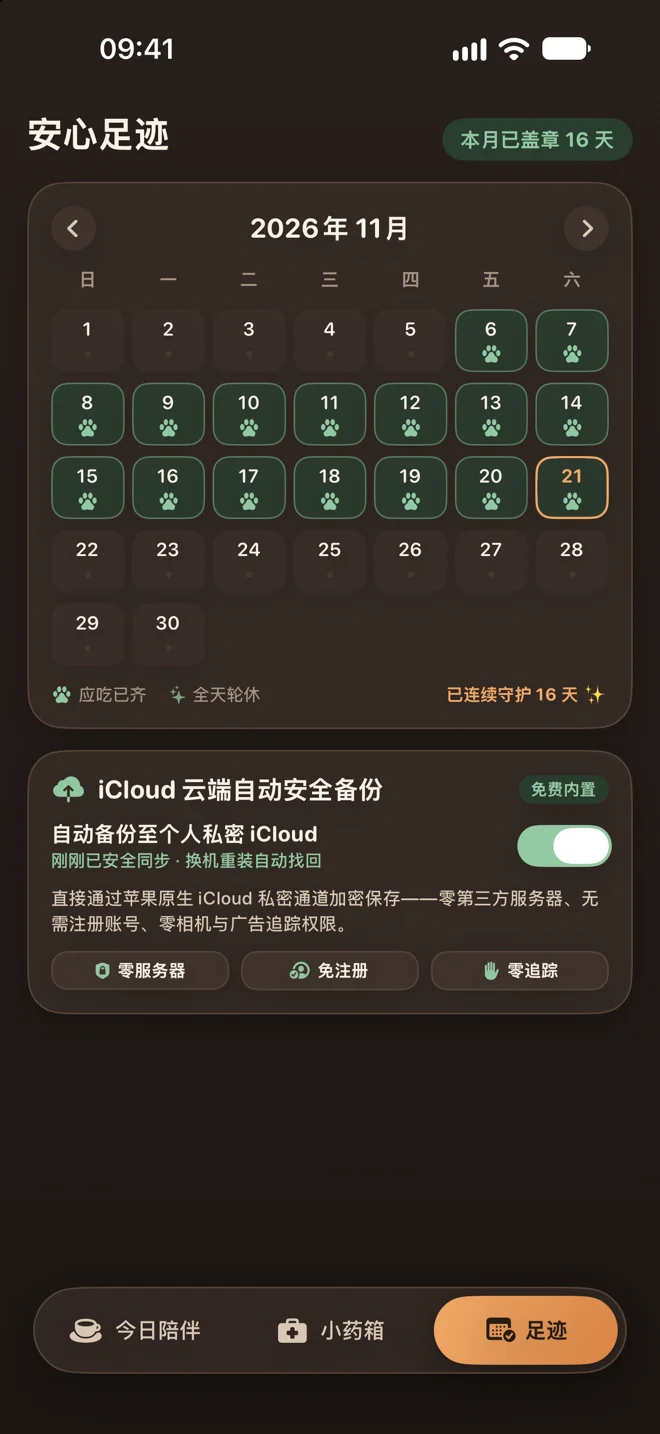 09:41
安心足迹
本月已盖章 16 天
2026年 11月
日 一 二 三 四 五 六
1 2 3 4 5 6 7
8 9 10 11 12 13 14
15 16 17 18 19 20 21
22 23 24 25 26 27 28
29 30
应吃已齐 全天轮休 已连续守护 16 天 ✨
iCloud 云端自动安全备份 免费内置
自动备份至个人私密 iCloud
刚刚已安全同步 · 换机重装自动找回
直接通过苹果原生 iCloud 私密通道加密保存——零第三方服务器、无
需注册账号、零相机与广告追踪权限。
零服务器 免注册 零追踪
今日陪伴 小药箱 足迹